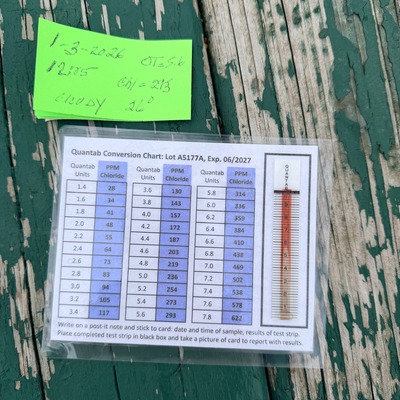 1-3-2026
12:45
QT=5.6
Chl = 293
CLOUDY
26°
Quantab Conversion Chart: Lot A5177A, Exp. 06/2027
Quantab Units PPM Chloride Quantab Units PPM Chloride Quantab Units PPM Chloride
1.4 28 3.6 130 5.8 314
1.6 34 3.8 143 6.0 336
1.8 41 4.0 157 6.2 359
2.0 48 4.2 172 6.4 384
2.2 55 4.4 187 6.6 410
2.4 64 4.6 203 6.8 438
2.6 73 4.8 219 7.0 469
2.8 83 5.0 236 7.2 502
3.0 94 5.2 254 7.4 538
3.2 105 5.4 273 7.6 578
3.4 117 5.6 293 7.8 622
Write on a post-it note and stick to card: date and time of sample, results of test strip.
Place completed test strip in black box and take a picture of card to report with results.